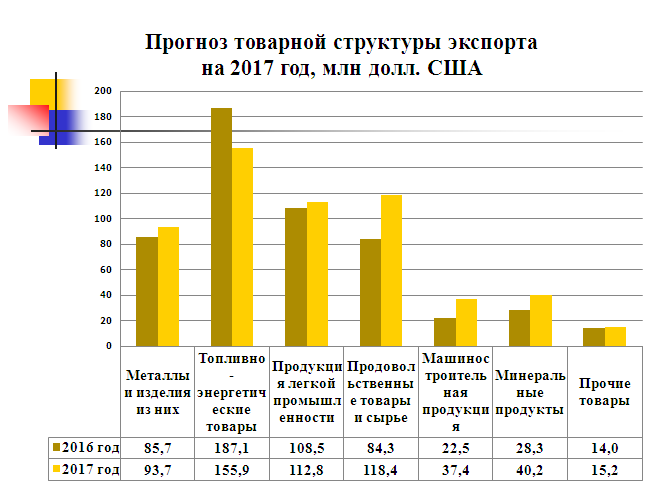 Прогноз товарной структуры экспорта
на 2017 год, млн долл. США
200
180
160
140
120
100
80
60
40
20
0
Металлы
и изделия
из них
Топливно
-
энергетич
еские
товары
Продукци
я легкой
промышл
енности
Продовол
ьственны
е товары
и сырье
Машинос
троитель
ная
продукци
я
Минераль
ные
продукты
Прочие
товары
2016 год 85,7 187,1 108,5 84,3 22,5 28,3 14,0
2017 год 93,7 155,9 112,8 118,4 37,4 40,2 15,2